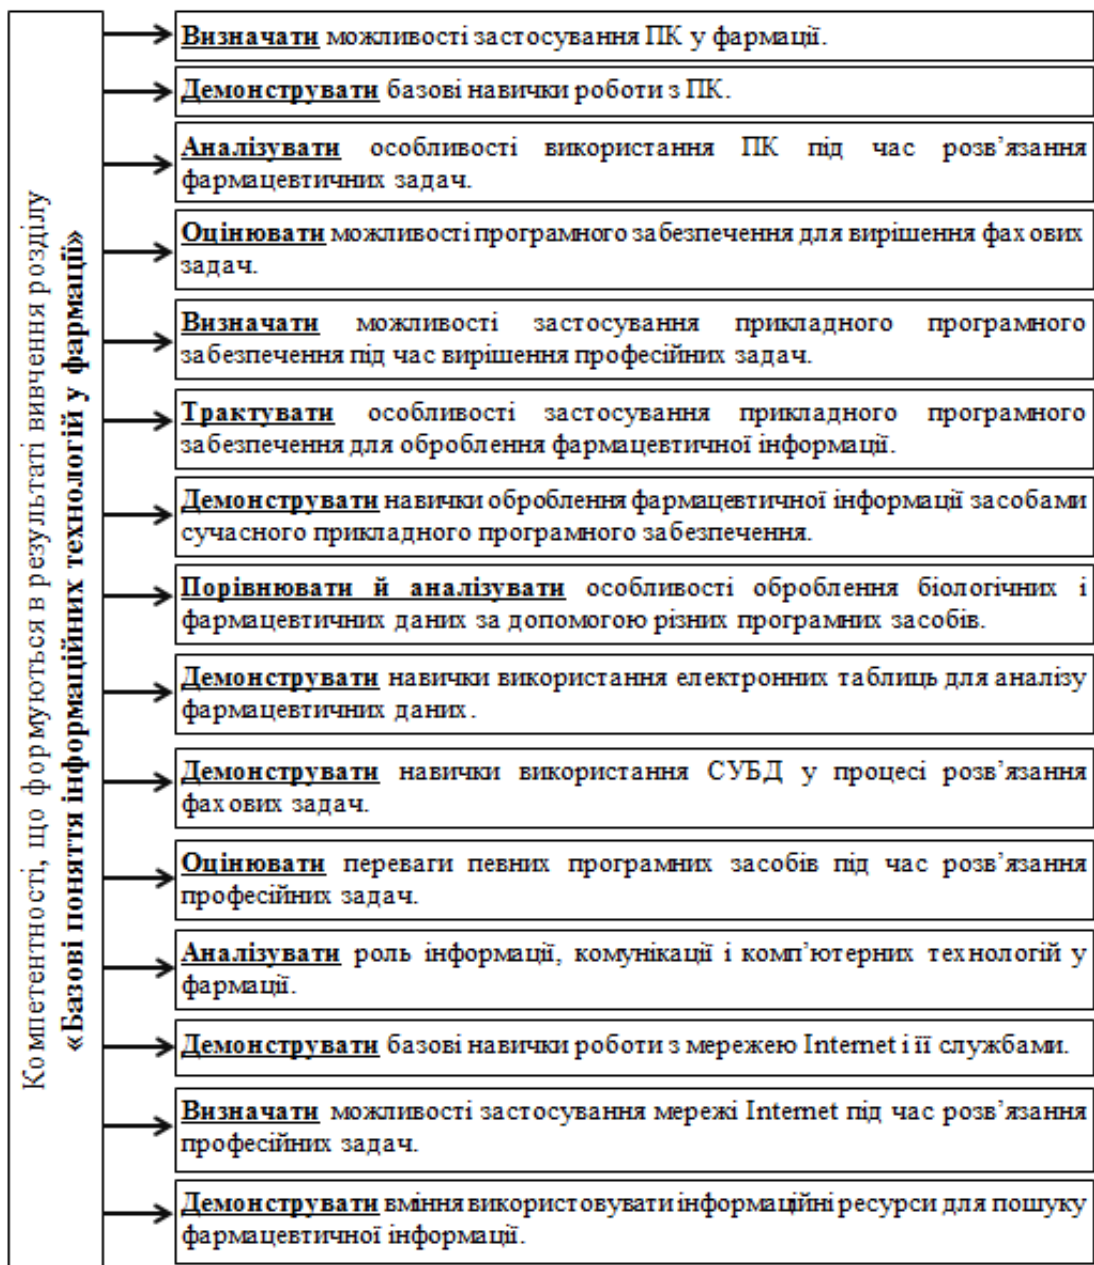 Компетентності, що формуються в результаті вивчення розділу
«Базові поняття інформаційних технологій у фармації»
Визначати можливості застосування ПК у фармації.
Демонструвати базові навички роботи з ПК.
Аналізувати особливості використання ПК під час розв’язання
фармацевтичних задач.
Оцінювати можливості програмного забезпечення для вирішення фахових
задач.
Визначати можливості застосування прикладного програмного
забезпечення під час вирішення професійних задач.
Трактувати особливості застосування прикладного програмного
забезпечення для оброблення фармацевтичної інформації.
Демонструвати навички оброблення фармацевтичної інформації засобами
сучасного прикладного програмного забезпечення.
Порівнювати й аналізувати особливості оброблення біологічних і
фармацевтичних даних за допомогою різних програмних засобів.
Демонструвати навички використання електронних таблиць для аналізу
фармацевтичних даних.
Демонструвати навички використання СУБД у процесі розв’язання
фахових задач.
Оцінювати переваги певних програмних засобів під час розв’язання
професійних задач.
Аналізувати роль інформації, комунікації і комп’ютерних технологій у
фармації.
Демонструвати базові навички роботи з мережею Internet і її службами.
Визначати можливості застосування мережі Internet під час розв’язання
професійних задач.
Демонструвати вміння використовувати інформаційні ресурси для пошуку
фармацевтичної інформації.